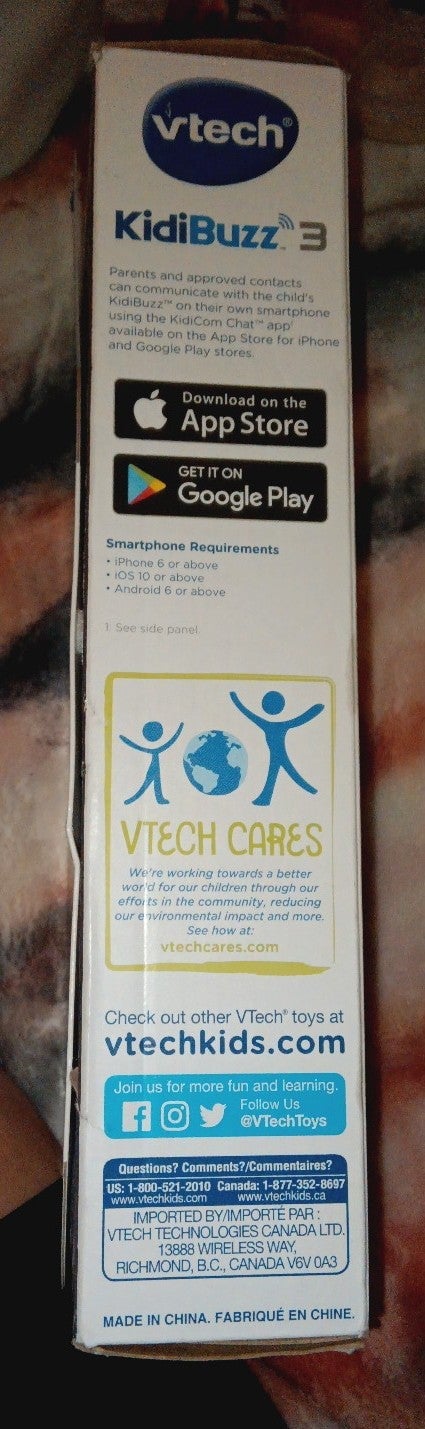 vtech®
KidiBuzz™ 3
Parents and approved contacts
can communicate with the child's
KidiBuzz™ on their own smartphone
using the KidiCom Chat™ app¹
available on the App Store for iPhone
and Google Play stores.
Download on the
App Store
GET IT ON
Google Play
Smartphone Requirements
• iPhone 6 or above
• iOS 10 or above
• Android 6 or above
1. See side panel.
VTECH CARES
We're working towards a better
world for our children through our
efforts in the community, reducing
our environmental impact and more.
See how at:
vtechcares.com
Check out other VTech® toys at
vtechkids.com
Join us for more fun and learning.
Follow Us
@VTechToys
Questions? Comments?/Commentaires?
US: 1-800-521-2010 Canada: 1-877-352-8697
www.vtechkids.com www.vtechkids.ca
IMPORTED BY/IMPORTÉ PAR :
VTECH TECHNOLOGIES CANADA LTD.
13888 WIRELESS WAY,
RICHMOND, B.C., CANADA V6V 0A3
MADE IN CHINA. FABRIQUÉ EN CHINE.